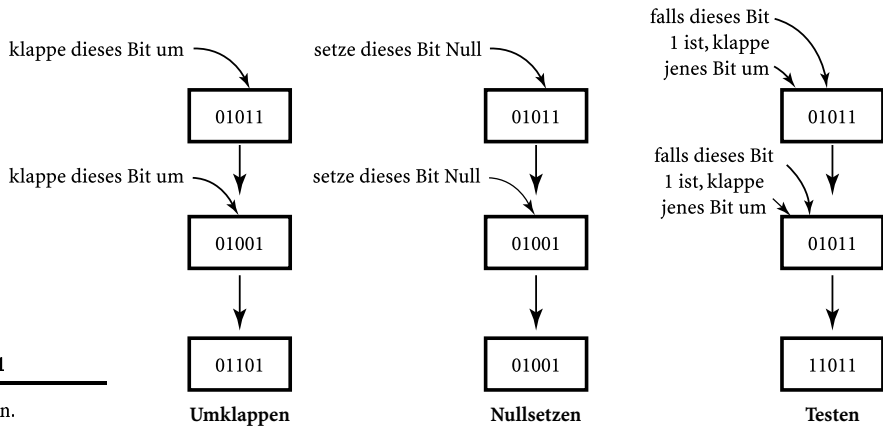 klappe dieses Bit um
01011
klappe dieses Bit um
01001
01101
Umklappen
setze dieses Bit Null
01011
setze dieses Bit Null
01001
01001
Nullsetzen
falls dieses Bit
1 ist, klappe
jenes Bit um
01011
falls dieses Bit
1 ist, klappe
jenes Bit um
01011
11011
Testen
1
n.